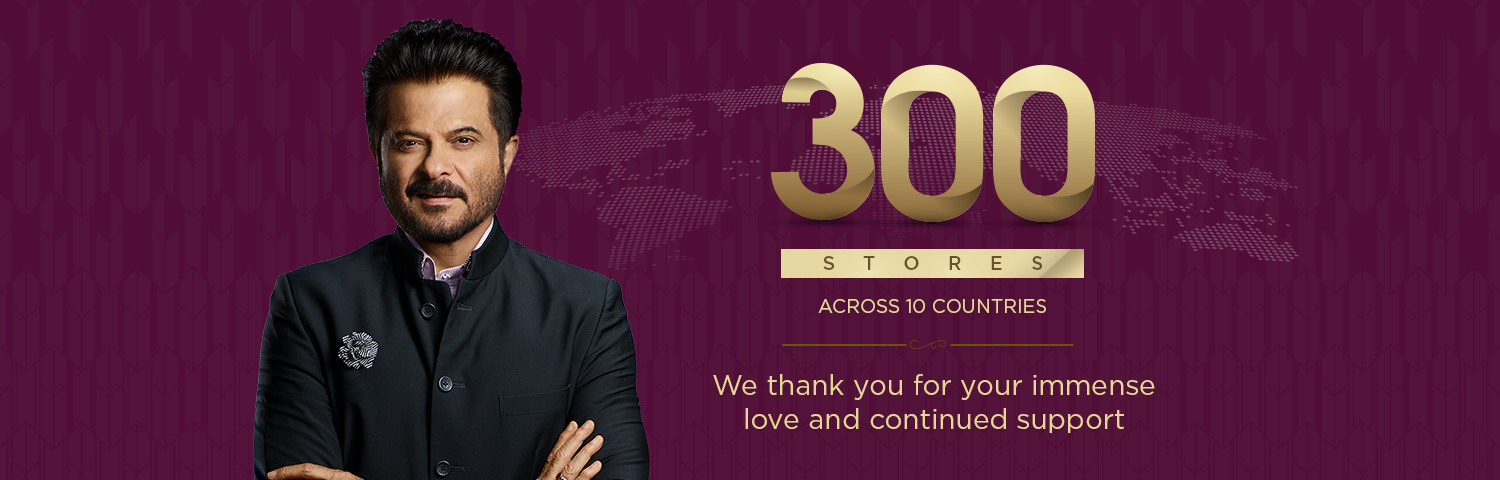 300
STORES
ACROSS 10 COUNTRIES
We thank you for your immense
love and continued support